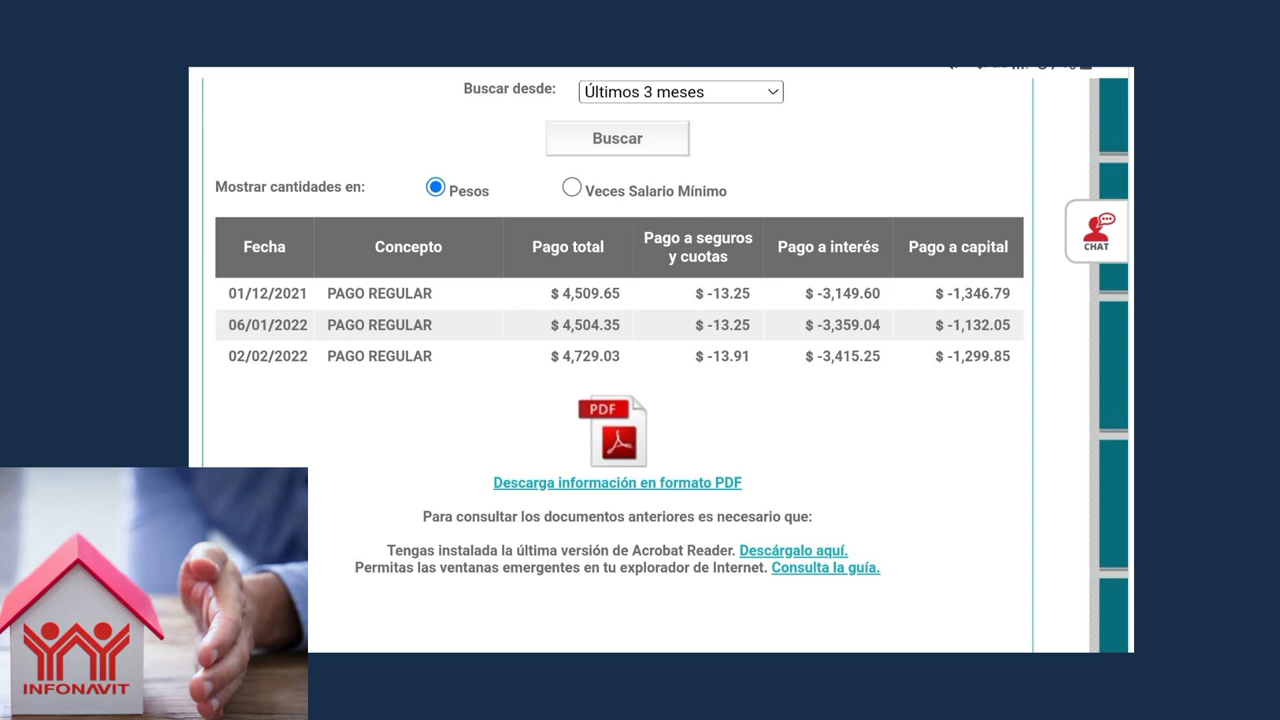 Buscar desde: Últimos 3 meses
Buscar
Mostrar cantidades en: Pesos Veces Salario Mínimo
Fecha Concepto Pago total Pago a seguros y cuotas Pago a interés Pago a capital
01/12/2021 PAGO REGULAR $ 4,509.65 $ -13.25 $ -3,149.60 $ -1,346.79
06/01/2022 PAGO REGULAR $ 4,504.35 $ -13.25 $ -3,359.04 $ -1,132.05
02/02/2022 PAGO REGULAR $ 4,729.03 $ -13.91 $ -3,415.25 $ -1,299.85
CHAT
PDF
Descarga información en formato PDF
Para consultar los documentos anteriores es necesario que:
Tengas instalada la última versión de Acrobat Reader. Descárgalo aquí.
Permitas las ventanas emergentes en tu explorador de Internet. Consulta la guía.
INFONAVIT